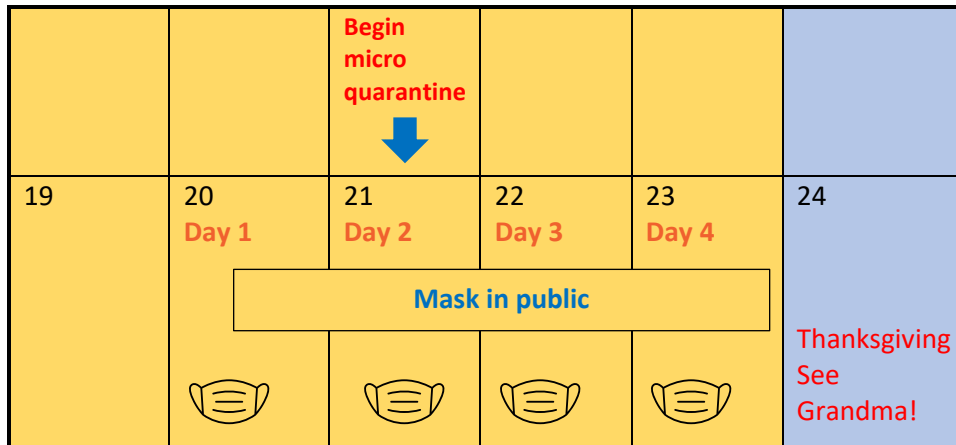 Begin
micro
quarantine
19
20
21
22
23
24
Day 1
Day 2
Day 3
Day 4
Mask in public
Thanksgiving
See
Grandma!